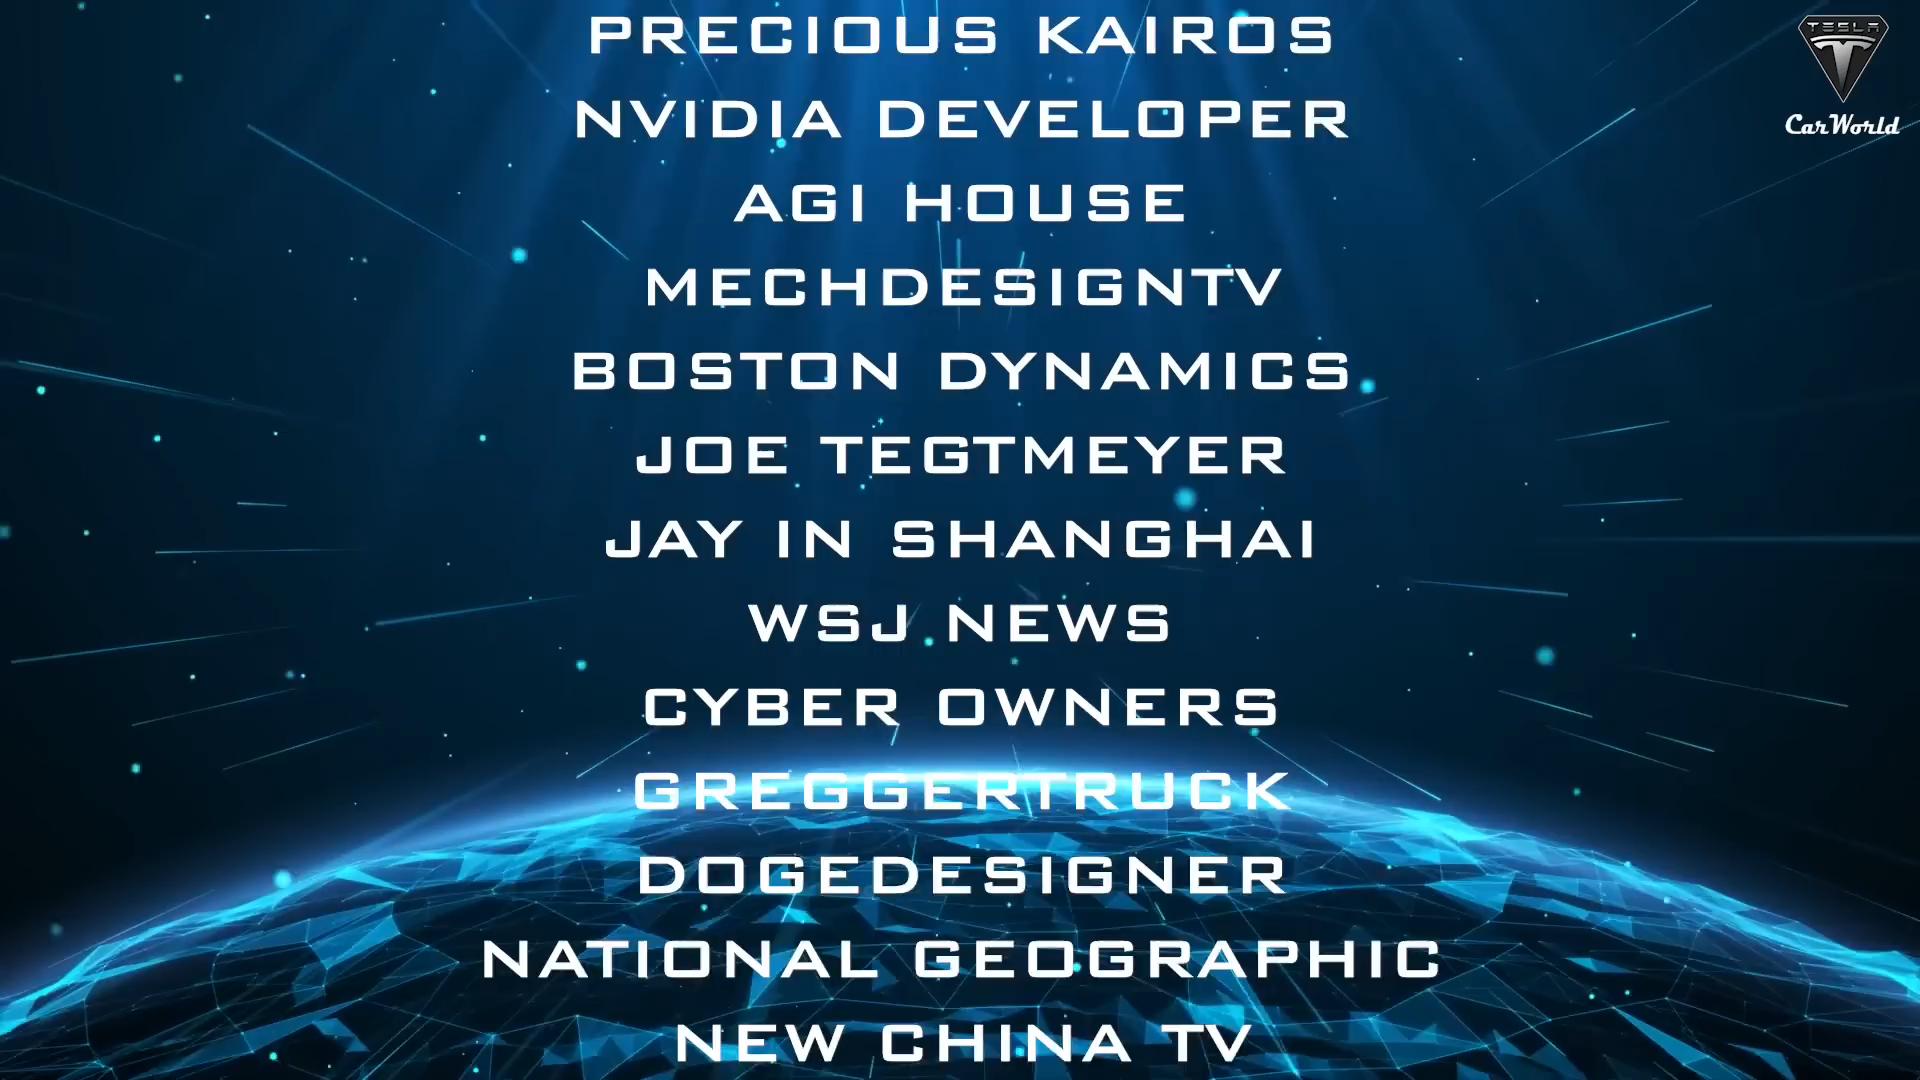 PRECIOUS KAIROS
NVIDIA DEVELOPER
AGI HOUSE
MECHDESIGNTV
BOSTON DYNAMICS
JOE TEGTMEYER
JAY IN SHANGHAI
WSJ NEWS
CYBER OWNERS
GREGGERTRUCK
DOGEDESIGNER
NATIONAL GEOGRAPHIC
NEW CHINA TV
TESLA
CarWorld